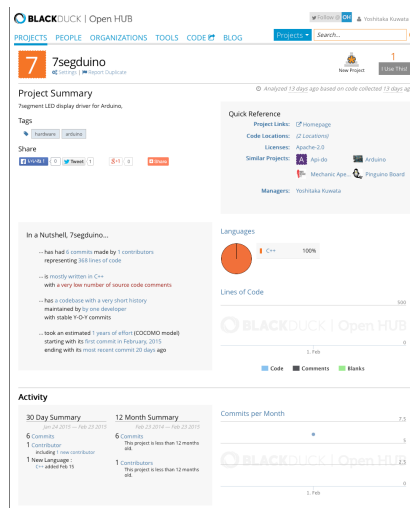 BLACKDUCK | Open HUB
Follow @ OH
Yoshitaka Kuwata
PROJECTS PEOPLE ORGANIZATIONS TOOLS CODE BLOG
Projects
Search...
7
7segduino
Settings | Report Duplicate
New Project
1
I Use This!
Analyzed 13 days ago based on code collected 13 days ago
Project Summary
7segment LED display driver for Arduino,
Tags
hardware arduino
Share
0 Tweet 1 +1 0 Share
Quick Reference
Project Links: Homepage
Code Locations: (2 Locations)
Licenses: Apache-2.0
Similar Projects: A Api-do Arduino
Mechanic Ape... Pinguino Board
Managers: Yoshitaka Kuwata
In a Nutshell, 7segduino...
... has had 6 commits made by 1 contributors
representing 368 lines of code
... is mostly written in C++
with a very low number of source code comments
... has a codebase with a very short history
maintained by by one developer
with stable Y-O-Y commits
... took an estimated 1 years of effort (COCOMO model)
starting with its first commit in February, 2015
ending with its most recent commit 20 days ago
Languages
C++ 100%
Lines of Code
500
BLACKDUCK | Open HUB
0
1. Feb
Code Comments Blanks
Activity
30 Day Summary
Jan 24 2015 — Feb 23 2015
6 Commits
1 Contributor
including 1 new contributor
1 New Language :
C++ added Feb 15
12 Month Summary
Feb 23 2014 — Feb 23 2015
6 Commits
This project is less than 12 months
old.
1 Contributors
This project is less than 12 months
old.
Commits per Month
7.5
5
BLACKDUCK | Open HUB
2.5
0
1. Feb